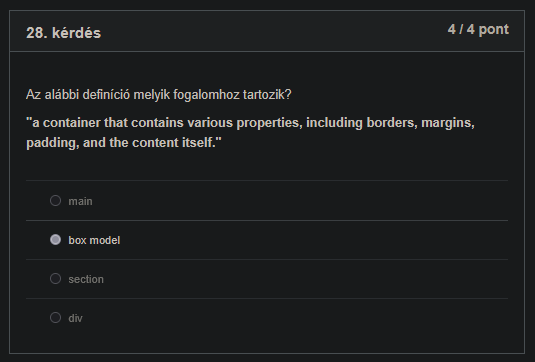 28. kérdés
4 / 4 pont
Az alábbi definíció melyik fogalomhoz tartozik?
"a container that contains various properties, including borders, margins,
padding, and the content itself."
main
box model
section
div